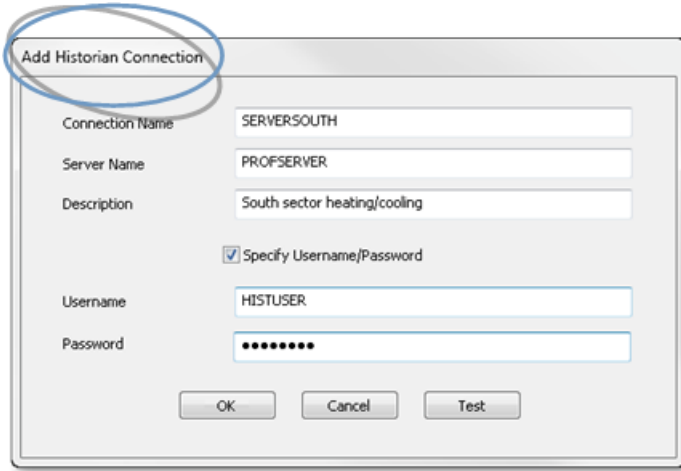 Add Historian Connection
Connection Name SERVERSOUTH
Server Name PROFSERVER
Description South sector heating/cooling
Specify Username/Password
Username HISTUSER
Password ••••••••
OK Cancel Test